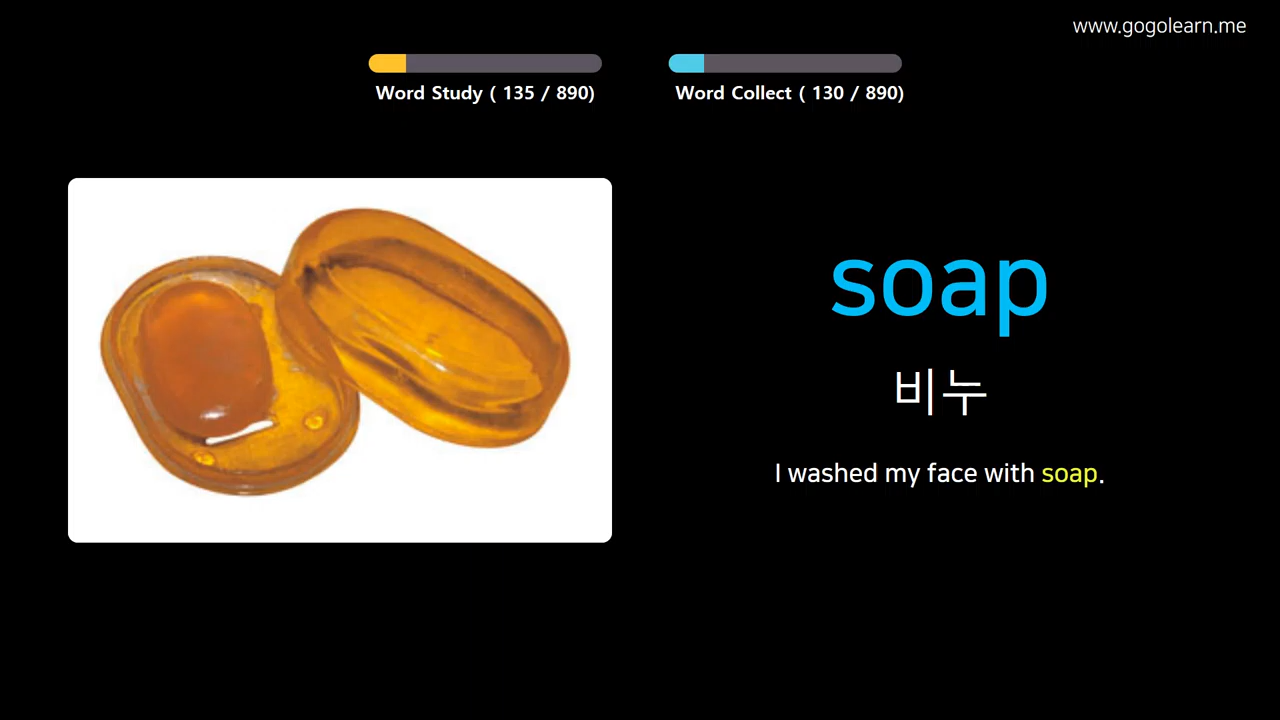 www.gogolearn.me
Word Study ( 135 / 890)
Word Collect ( 130 / 890)
soap
비누
I washed my face with soap.